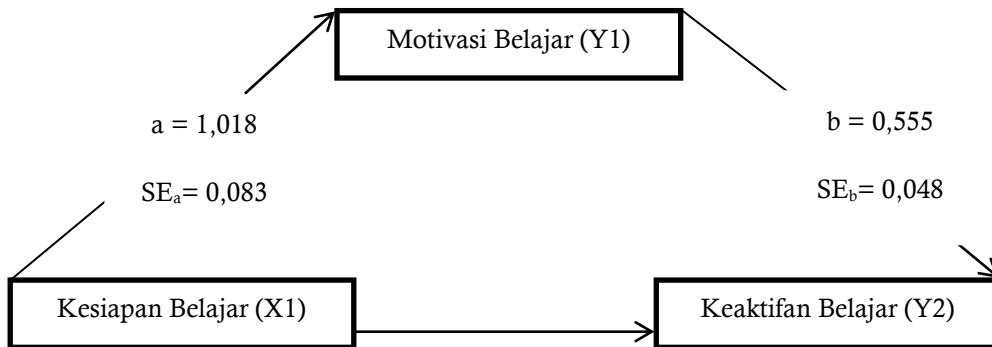 Motivasi Belajar (Y1)
a = 1,018
b = 0,555
SEa= 0,083
SEb= 0,048
Kesiapan Belajar (X1)
Keaktifan Belajar (Y2)